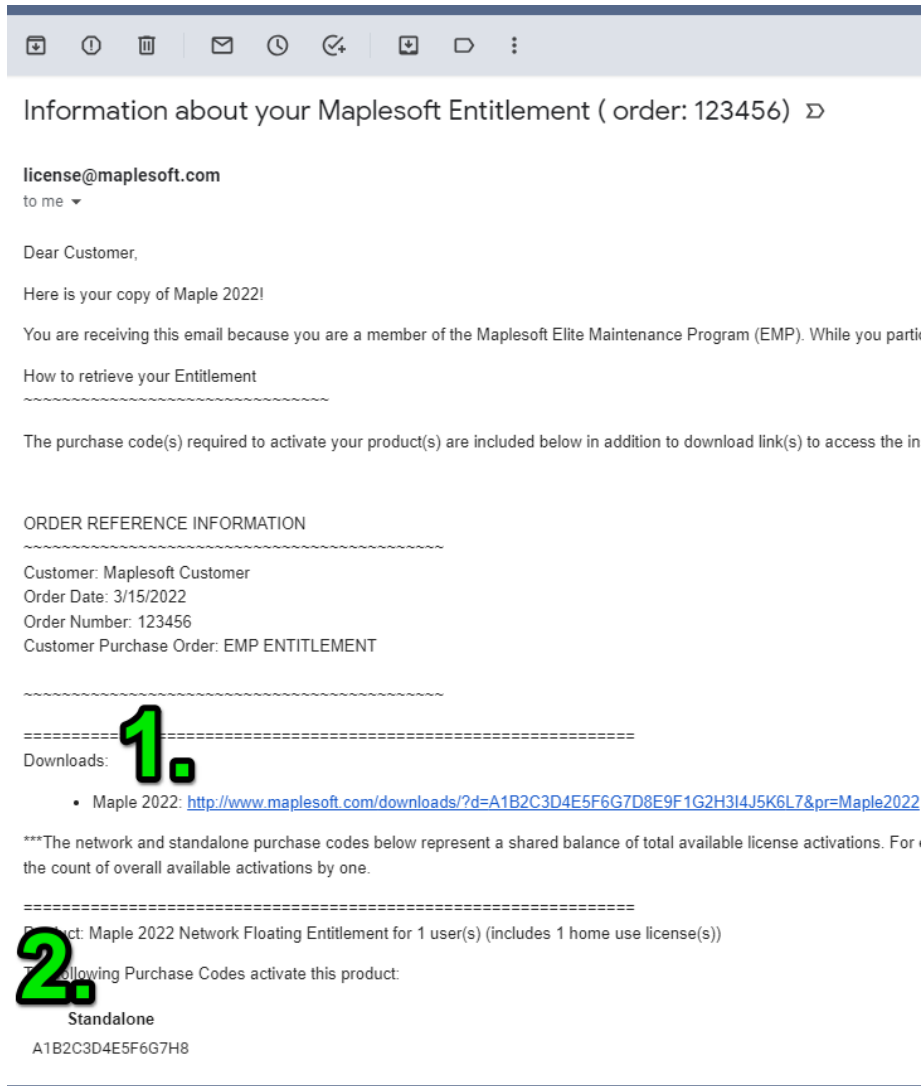 Information about your Maplesoft Entitlement ( order: 123456)
license@maplesoft.com
to me
Dear Customer,
Here is your copy of Maple 2022!
You are receiving this email because you are a member of the Maplesoft Elite Maintenance Program (EMP). While you
How to retrieve your Entitlement
~~~~~~~~~~~~~~~~~~~~~~~~~~~~~~~~
The purchase code(s) required to activate your product(s) are included below in addition to download link(s) to access the
ORDER REFERENCE INFORMATION
~~~~~~~~~~~~~~~~~~~~~~~~~~~~~~~~~~~~~~~~~~~~
Customer: Maplesoft Customer
Order Date: 3/15/2022
Order Number: 123456
Customer Purchase Order: EMP ENTITLEMENT
~~~~~~~~~~~~~~~~~~~~~~~~~~~~~~~~~~~~~~~~~~~~
================================================================
1.
Downloads:
• Maple 2022: http://www.maplesoft.com/downloads/?d=A1B2C3D4E5F6G7D8E9F1G2H3I4J5K6L7&pr=Maple2022
***The network and standalone purchase codes below represent a shared balance of total available license activations. For
the count of overall available activations by one.
================================================================
Maple 2022 Network Floating Entitlement for 1 user(s) (includes 1 home use license(s))
2.
Purchase Codes activate this product:
Standalone
A1B2C3D4E5F6G7H8